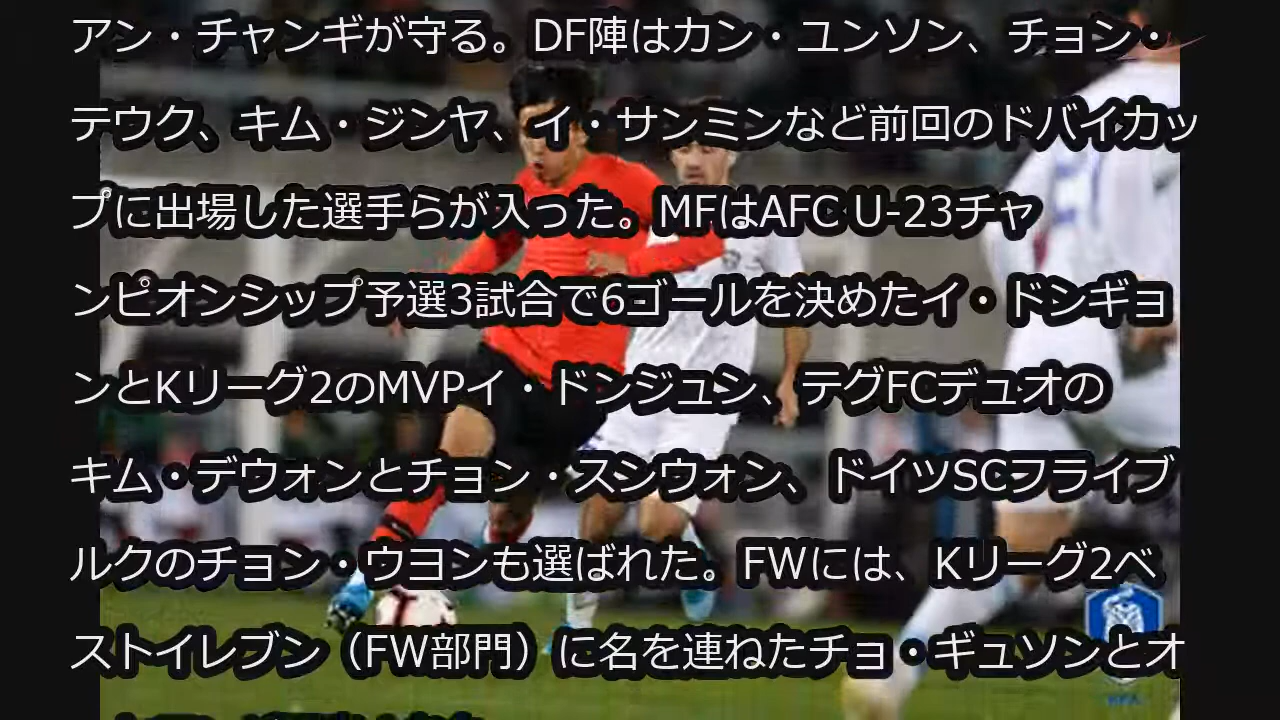 アン・チャンギが守る。DF陣はカン・ユンソン、チョン・
テウク、キム・ジンヤ、イ・サンミンなど前回のドバイカッ
プに出場した選手らが入った。MFはAFC U-23チャ
ンピオンシップ予選3試合で6ゴールを決めたイ・ドンギョ
ンとKリーグ2のMVPイ・ドンジュン、テグFCデュオの
キム・デウォンとチョン・スンウォン、ドイツSCフライブ
ルクのチョン・ウヨンも選ばれた。FWには、Kリーグ2ベ
ストイレブン（FW部門）に名を連ねたチョ・ギュソンとオ